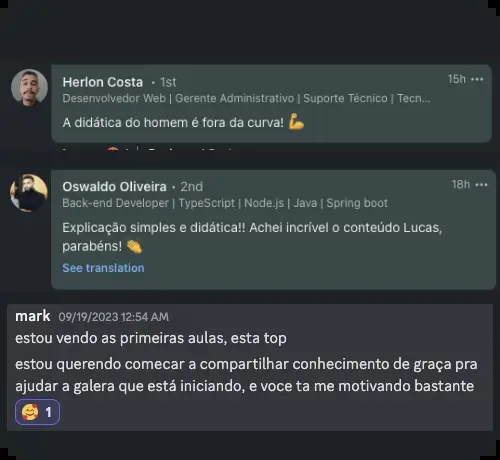 Herlon Costa • 1st
15h •••
Desenvolvedor Web | Gerente Administrativo | Suporte Técnico | Tecn...
A didática do homem é fora da curva! 💪
Oswaldo Oliveira • 2nd
18h •••
Back-end Developer | TypeScript | Node.js | Java | Spring boot
Explicação simples e didática!! Achei incrível o conteúdo Lucas,
parabéns! 👏
See translation
mark 09/19/2023 12:54 AM
estou vendo as primeiras aulas, esta top
estou querendo comecar a compartilhar conhecimento de graça pra
ajudar a galera que está iniciando, e voce ta me motivando bastante
🥰 1